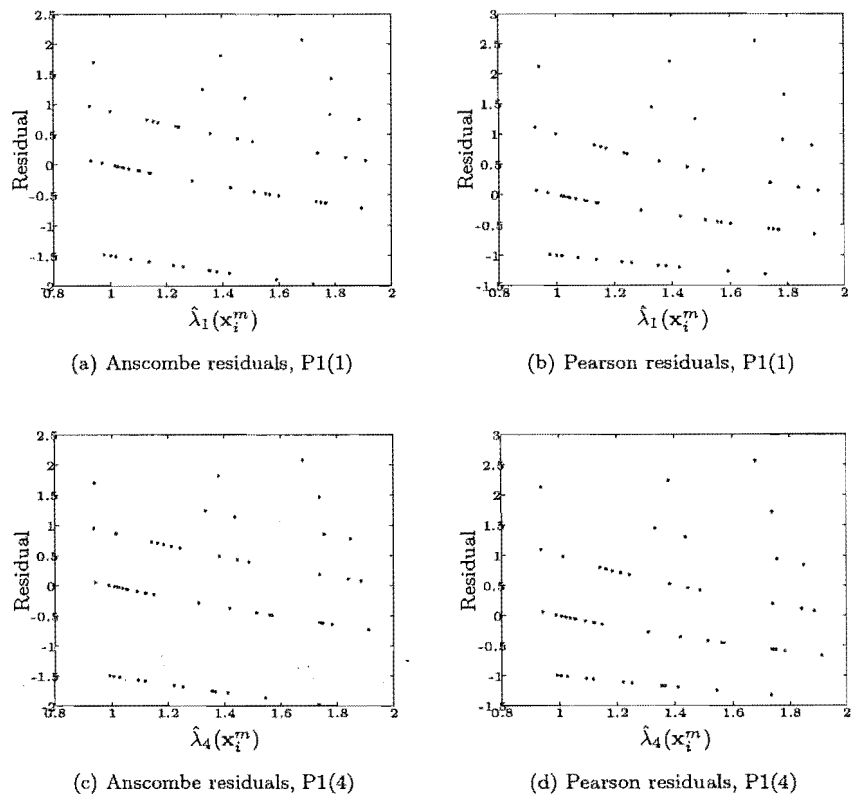 2.5
2
1.5
1
0.5
0
-0.5
-1
-1.5
-2
0.8 1 1.2 1.4 1.6 1.8 2
Residual
λ̂₁(xᵢᵐ)
(a) Anscombe residuals, P1(1)
3
2.5
2
1.5
1
0.5
0
-0.5
-1
-1.5
0.8 1 1.2 1.4 1.6 1.8 2
Residual
λ̂₁(xᵢᵐ)
(b) Pearson residuals, P1(1)
2.5
2
1.5
1
0.5
0
-0.5
-1
-1.5
-2
0.8 1 1.2 1.4 1.6 1.8 2
Residual
λ̂₄(xᵢᵐ)
(c) Anscombe residuals, P1(4)
3
2.5
2
1.5
1
0.5
0
-0.5
-1
-1.5
0.8 1 1.2 1.4 1.6 1.8 2
Residual
λ̂₄(xᵢᵐ)
(d) Pearson residuals, P1(4)